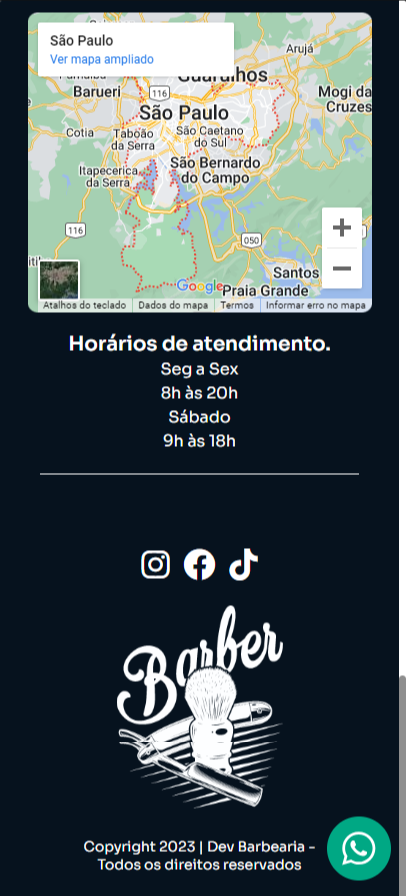 São Paulo
Ver mapa ampliado
Arujá
Guarulhos
Barueri
116
Mogi da
Cruzes
São Paulo
Cotia
Taboão
da Serra
São Caetano
do Sul
Itapecerica
da Serra
São Bernardo
do Campo
116
050
Santos
Google
Praia Grande
Atalhos do teclado
Dados do mapa
Termos
Informar erro no mapa
Horários de atendimento.
Seg a Sex
8h às 20h
Sábado
9h às 18h
Barber
Copyright 2023 | Dev Barbearia -
Todos os direitos reservados